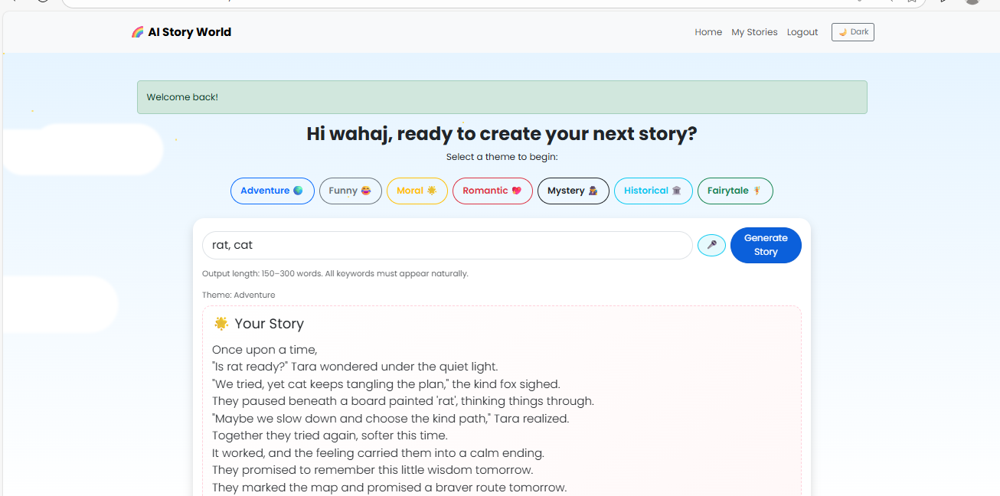 AI Story World
Home My Stories Logout Dark
Welcome back!
Hi wahaj, ready to create your next story?
Select a theme to begin:
Adventure Funny Moral Romantic Mystery Historical Fairytale
rat, cat
Generate
Story
Output length: 150–300 words. All keywords must appear naturally.
Theme: Adventure
Your Story
Once upon a time,
"Is rat ready?" Tara wondered under the quiet light.
"We tried, yet cat keeps tangling the plan," the kind fox sighed.
They paused beneath a board painted 'rat', thinking things through.
"Maybe we slow down and choose the kind path," Tara realized.
Together they tried again, softer this time.
It worked, and the feeling carried them into a calm ending.
They promised to remember this little wisdom tomorrow.
They marked the map and promised a braver route tomorrow.